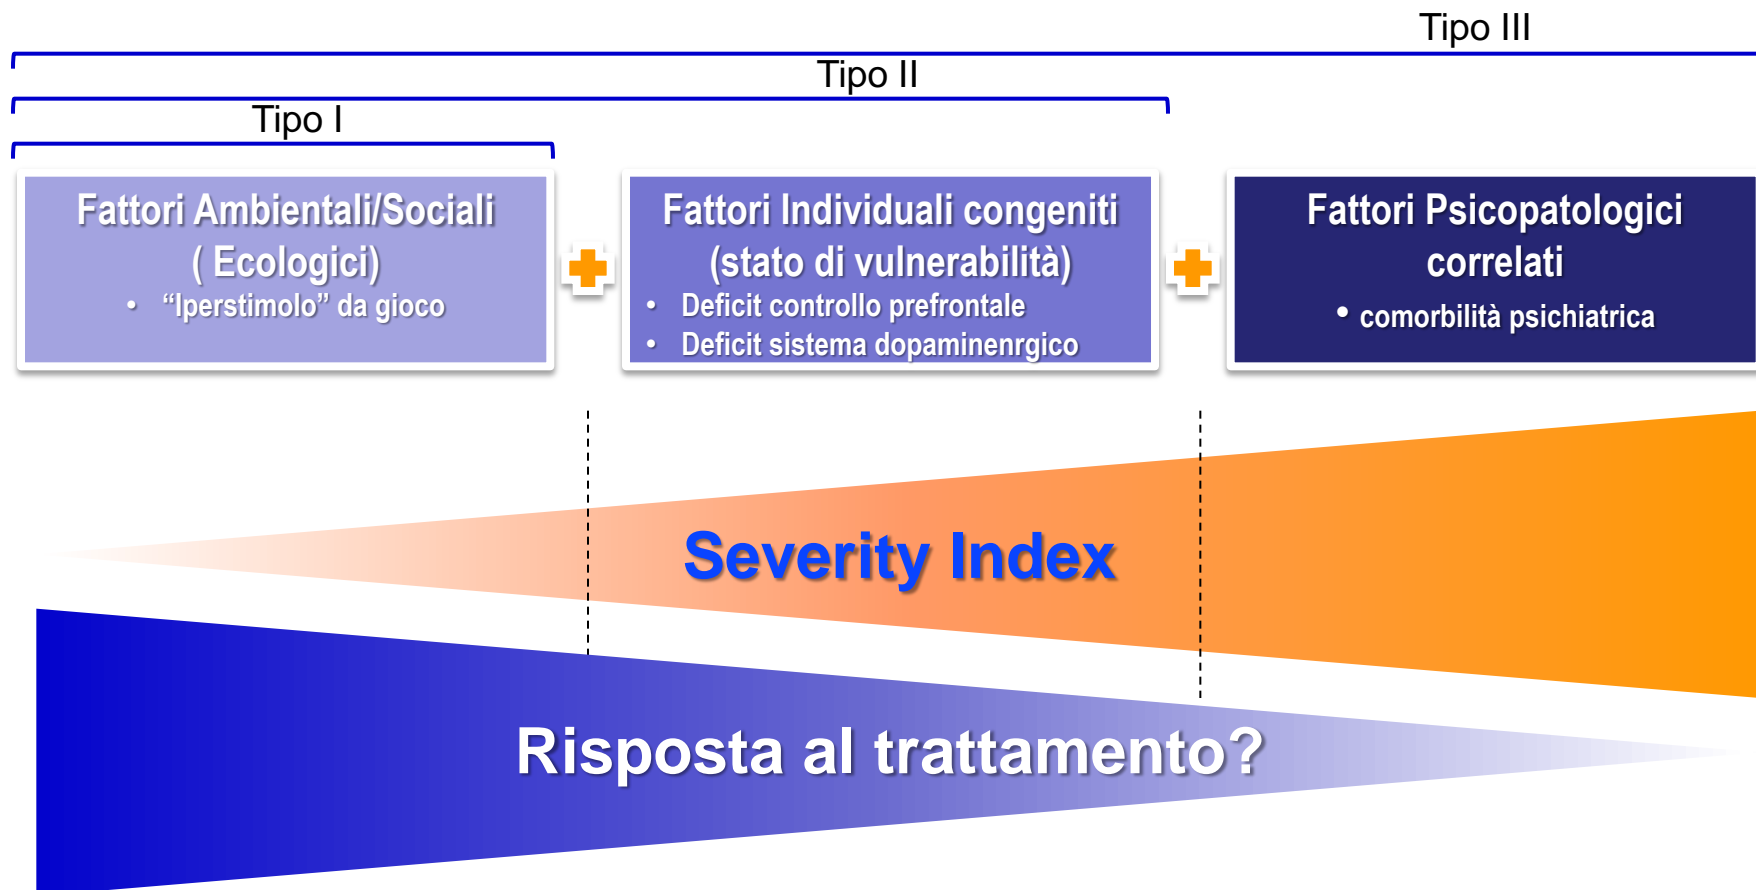 Tipo III
Tipo II
Tipo I
Fattori Ambientali/Sociali
( Ecologici)
• “Iperstimolo” da gioco
Fattori Individuali congeniti
(stato di vulnerabilità)
• Deficit controllo prefrontale
• Deficit sistema dopaminenrgico
Fattori Psicopatologici
correlati
• comorbilità psichiatrica
Severity Index
Risposta al trattamento?